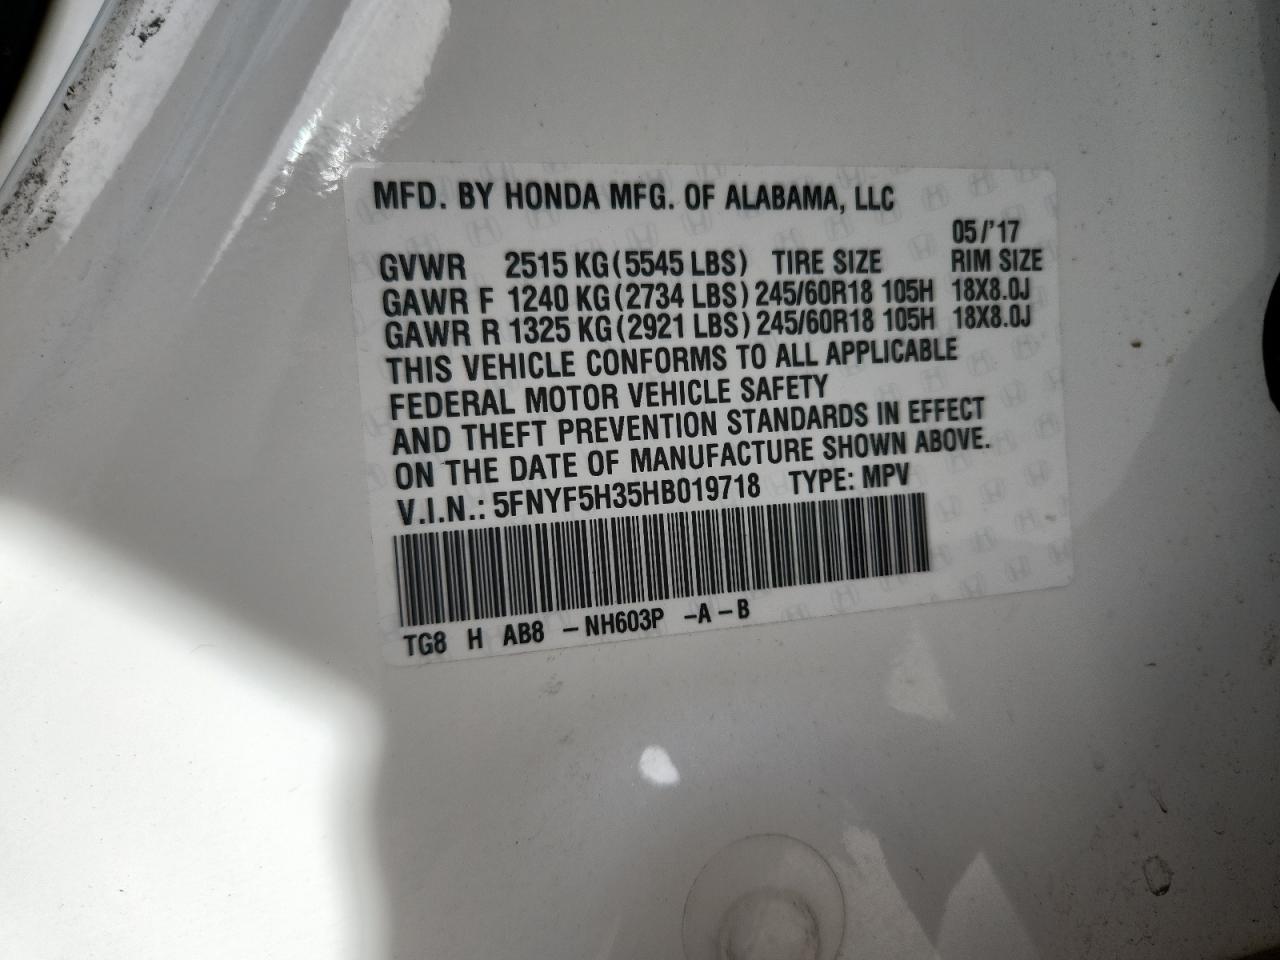 MFD. BY HONDA MFG. OF ALABAMA, LLC
05/'17
GVWR 2515 KG(5545 LBS) TIRE SIZE RIM SIZE
GAWR F 1240 KG(2734 LBS) 245/60R18 105H 18X8.0J
GAWR R 1325 KG(2921 LBS) 245/60R18 105H 18X8.0J
THIS VEHICLE CONFORMS TO ALL APPLICABLE
FEDERAL MOTOR VEHICLE SAFETY
AND THEFT PREVENTION STANDARDS IN EFFECT
ON THE DATE OF MANUFACTURE SHOWN ABOVE.
V.I.N.: 5FNYF5H35HB019718 TYPE: MPV
TG8 H AB8 -NH603P -A-B